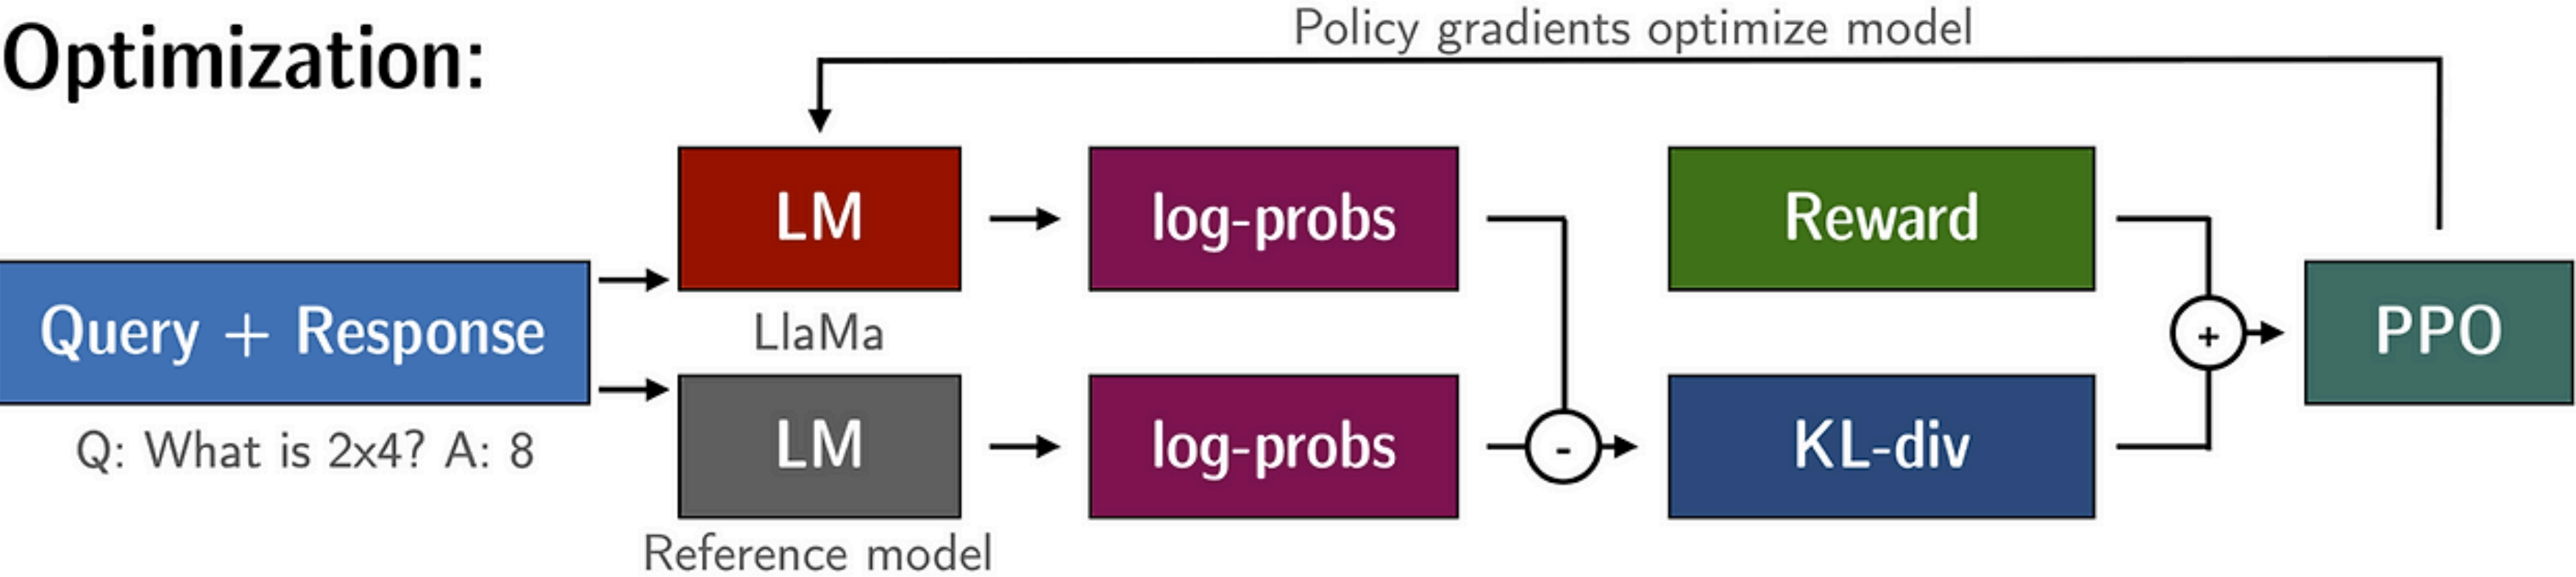 Optimization:
Policy gradients optimize model
LM
log-probs
Reward
Query + Response
LlaMa
+
PPO
LM
log-probs
-
KL-div
Q: What is 2x4? A: 8
Reference model